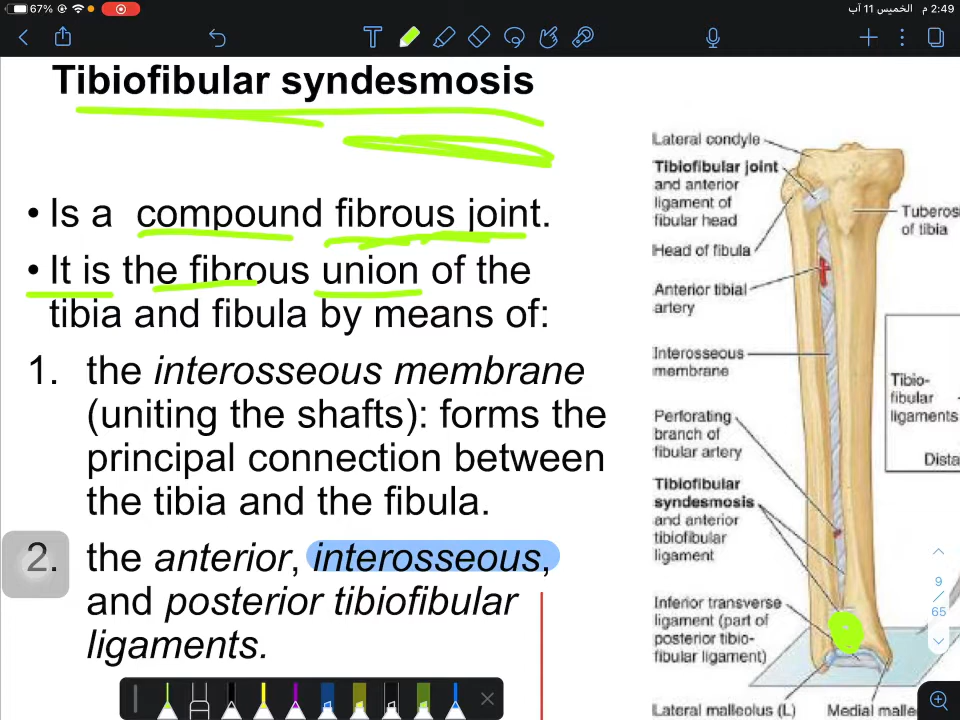 67%
2:49 م الخميس 11 آب
Tibiofibular syndesmosis
• Is a compound fibrous joint.
• It is the fibrous union of the
tibia and fibula by means of:
1. the interosseous membrane
(uniting the shafts): forms the
principal connection between
the tibia and the fibula.
2. the anterior, interosseous,
and posterior tibiofibular
ligaments.
Lateral condyle
Tibiofibular joint
and anterior
ligament of
fibular head
Head of fibula
Anterior tibial
artery
Interosseous
membrane
Perforating
branch of
fibular artery
Tibiofibular
syndesmosis
and anterior
tibiofibular
ligament
Inferior transverse
ligament (part of
posterior tibio-
fibular ligament)
Lateral malleolus (L)
Medial malle
Tuberos
of tibia
Tibio-
fibular
ligaments
Dista
9
65